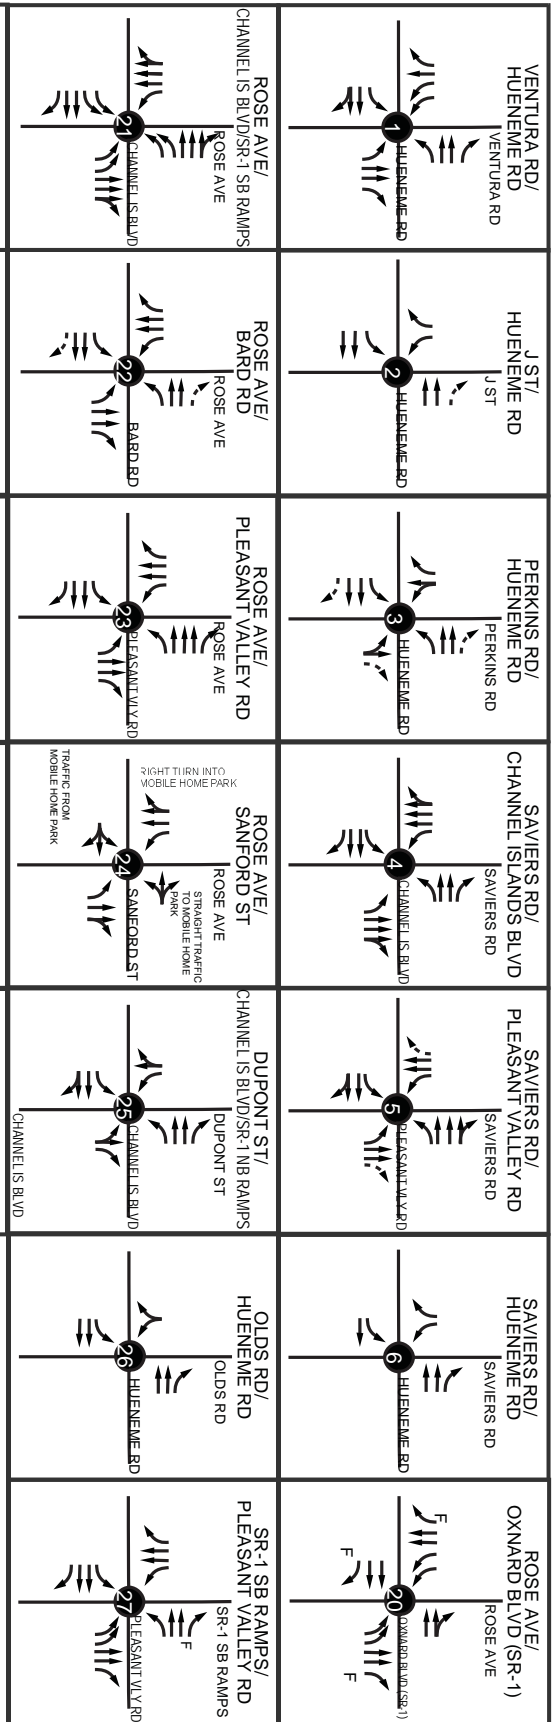 VENTURA RD/
HUENEME RD
VENTURA RD
1
HUENEME RD
J ST/
HUENEME RD
J ST
2
HUENEME RD
PERKINS RD/
HUENEME RD
PERKINS RD
3
HUENEME RD
SAVIERS RD/
CHANNEL ISLANDS BLVD
SAVIERS RD
4
CHANNEL IS BLVD
SAVIERS RD/
PLEASANT VALLEY RD
SAVIERS RD
5
PLEASANT VLY RD
SAVIERS RD/
HUENEME RD
SAVIERS RD
6
HUENEME RD
ROSE AVE/
OXNARD BLVD (SR-1)
ROSE AVE
F
20
OXNARD BLVD (SR-1)
F
F
ROSE AVE/
CHANNEL IS BLVD/SR-1 SB RAMPS
ROSE AVE
21
CHANNEL IS BLVD
ROSE AVE/
BARD RD
ROSE AVE
22
BARD RD
ROSE AVE/
PLEASANT VALLEY RD
ROSE AVE
23
PLEASANT VLY RD
ROSE AVE/
SANFORD ST
ROSE AVE
STRAIGHT TRAFFIC
TO MOBILE HOME
PARK
RIGHT TURN INTO
MOBILE HOME PARK
24
SANFORD ST
TRAFFIC FROM
MOBILE HOME PARK
DUPONT ST/
CHANNEL IS BLVD/SR-1 NB RAMPS
DUPONT ST
25
CHANNEL IS BLVD
CHANNEL IS BLVD
OLDS RD/
HUENEME RD
OLDS RD
26
HUENEME RD
SR-1 SB RAMPS/
PLEASANT VALLEY RD
SR-1 SB RAMPS
F
27
PLEASANT VLY RD